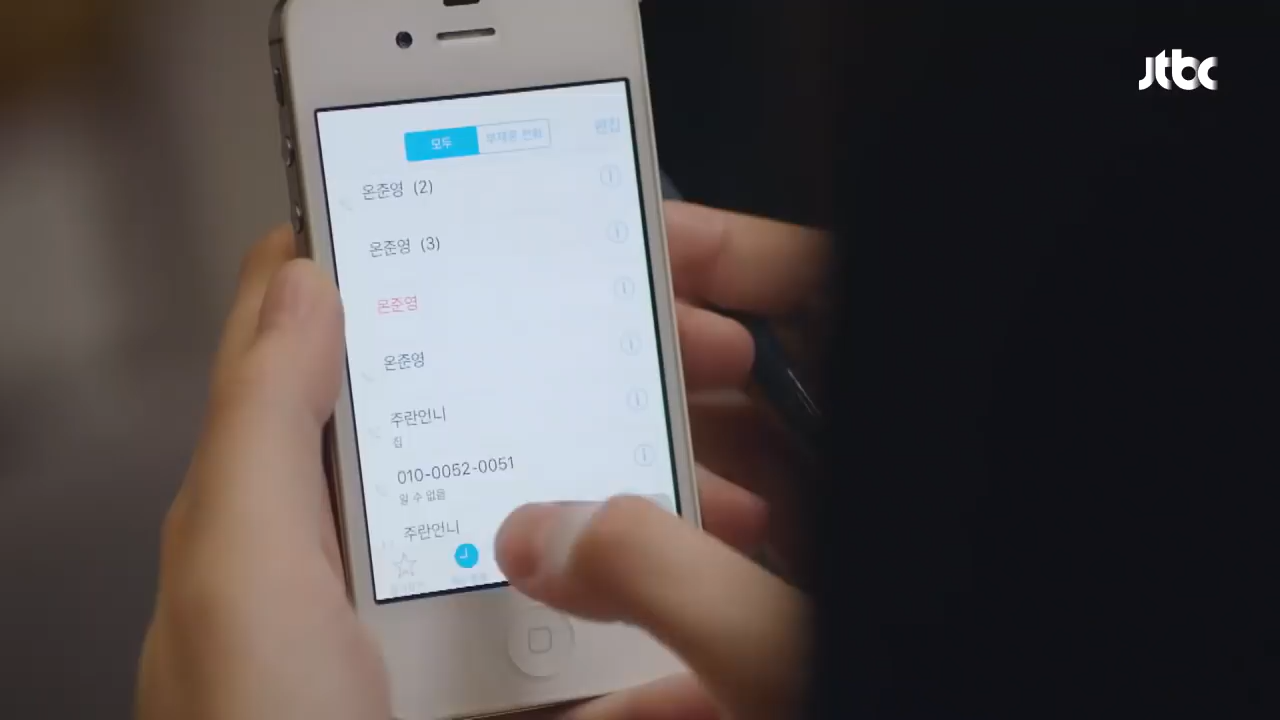 jtbc
모두 부재중 전화 편집
온준영 (2)
온준영 (3)
온준영
온준영
주란언니
집
010-0052-0051
알 수 없음
주란언니